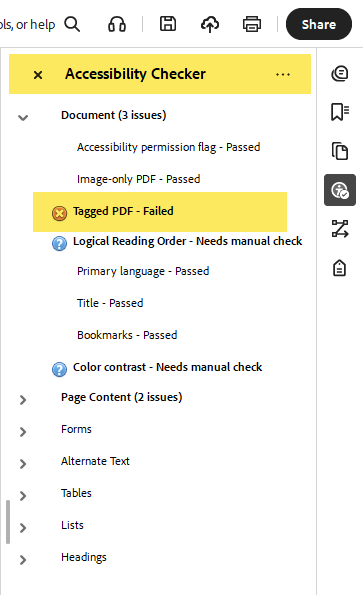 ols, or help
Share
Accessibility Checker
Document (3 issues)
Accessibility permission flag - Passed
Image-only PDF - Passed
Tagged PDF - Failed
Logical Reading Order - Needs manual check
Primary language - Passed
Title - Passed
Bookmarks - Passed
Color contrast - Needs manual check
Page Content (2 issues)
Forms
Alternate Text
Tables
Lists
Headings